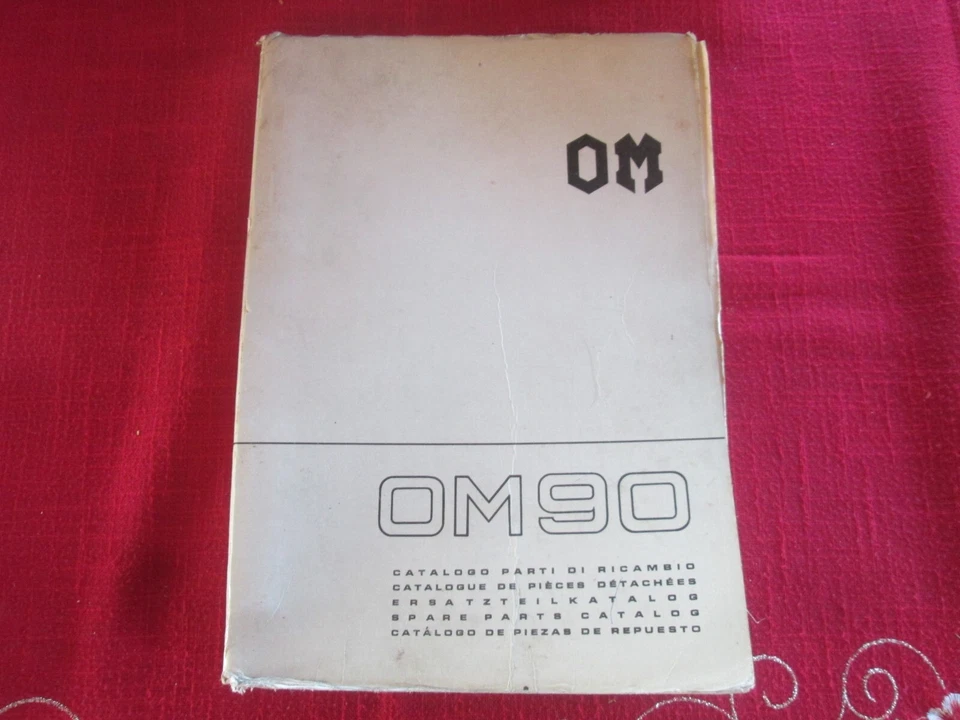 OM
OM90
CATALOGO PARTI DI RICAMBIO
CATALOGUE DE PIÈCES DÉTACHÉES
ERSATZTEILKATALOG
SPARE PARTS CATALOG
CATÁLOGO DE PIEZAS DE REPUESTO